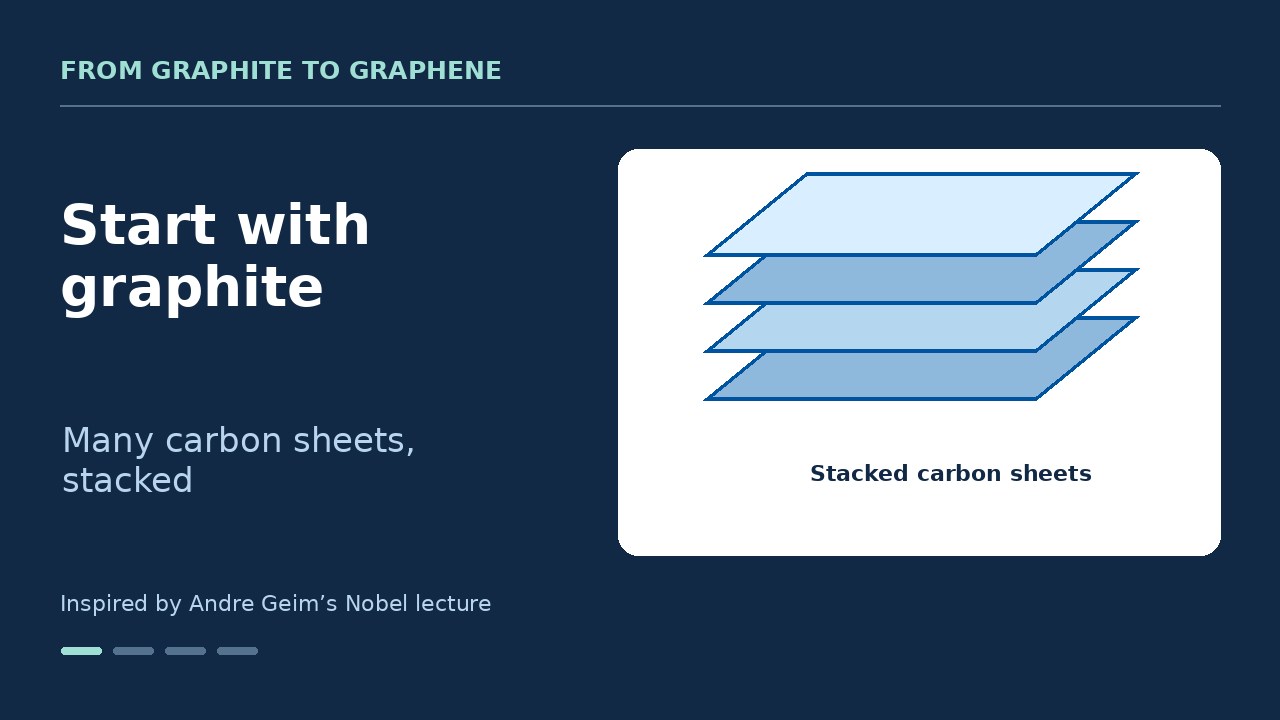 FROM GRAPHITE TO GRAPHENE
Start with
graphite
Many carbon sheets,
stacked
Stacked carbon sheets
Inspired by Andre Geim’s Nobel lecture